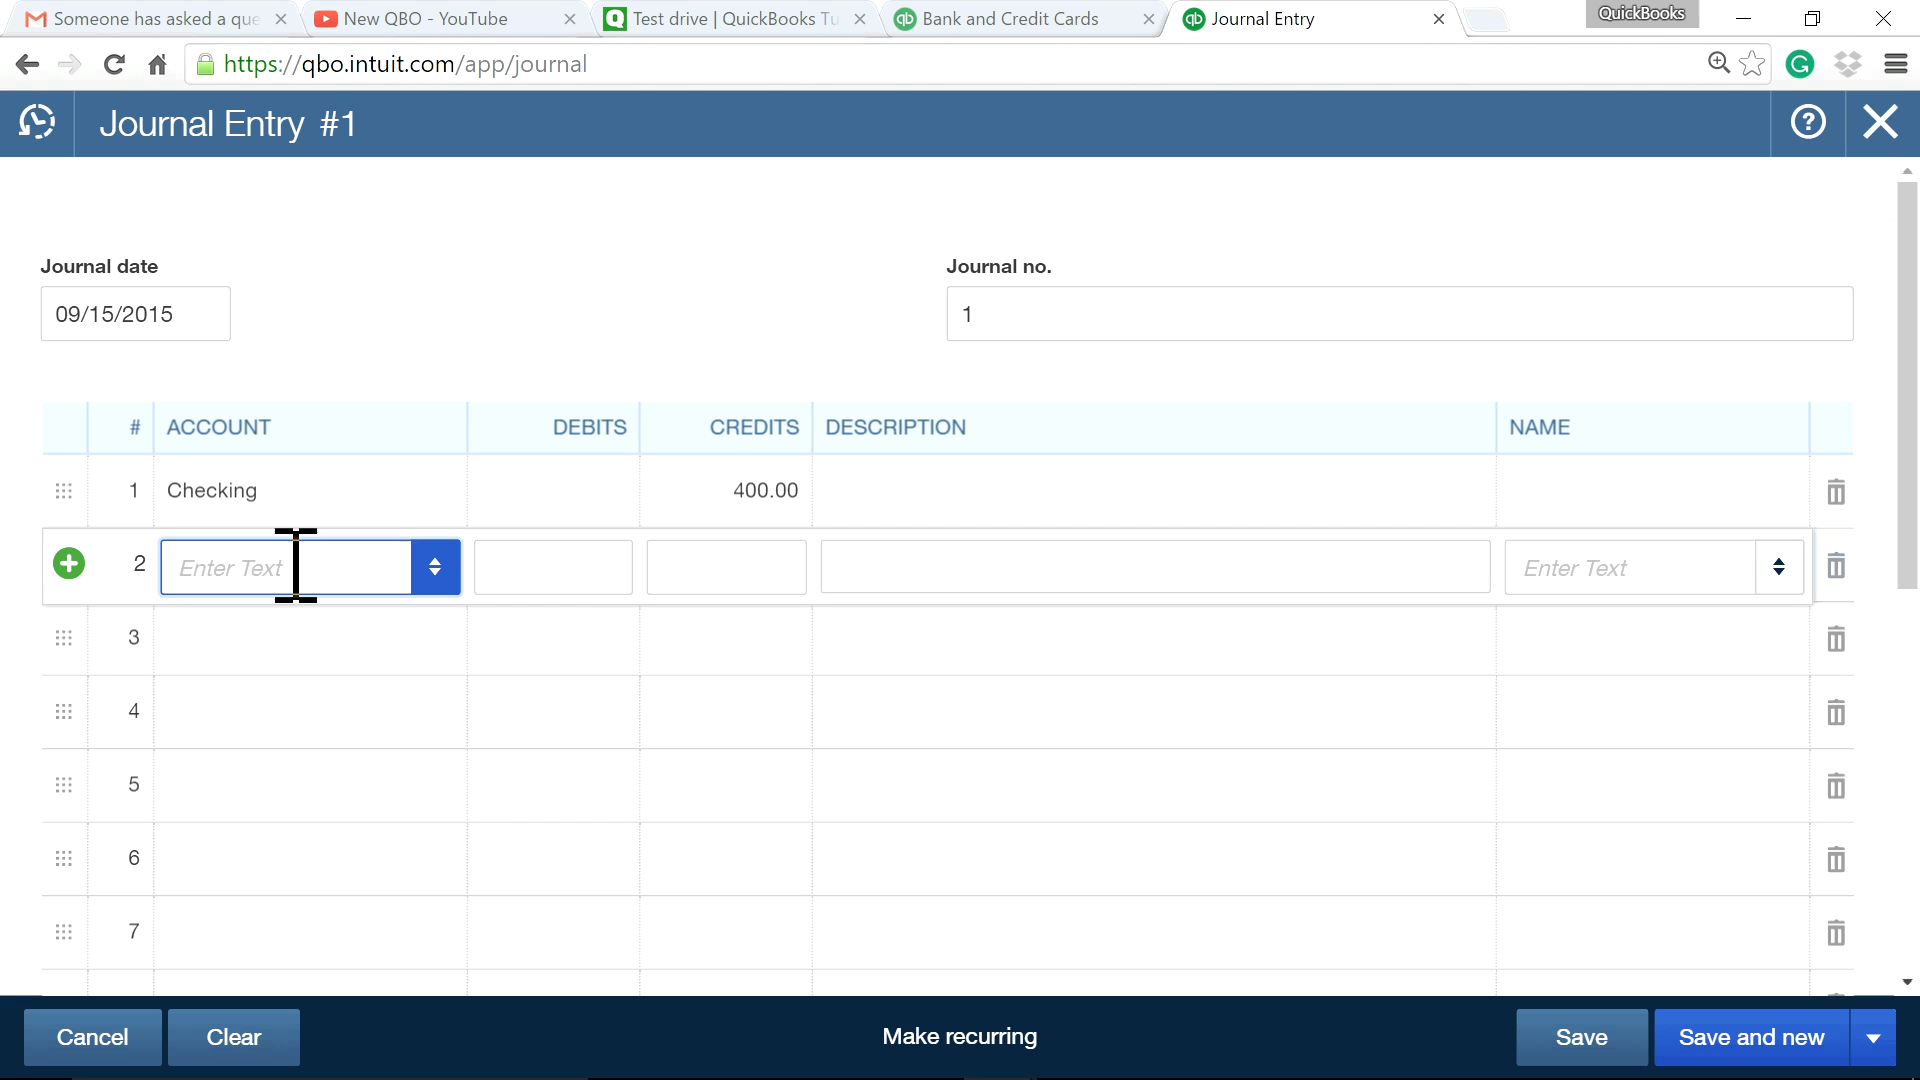 Someone has asked a que
New QBO - YouTube
Test drive | QuickBooks Tu
Bank and Credit Cards
Journal Entry
QuickBooks
https://qbo.intuit.com/app/journal
Journal Entry #1
Journal date
Journal no.
09/15/2015
1
# ACCOUNT DEBITS CREDITS DESCRIPTION NAME
1 Checking 400.00
2 Enter Text Enter Text
3
4
5
6
7
Cancel Clear Make recurring Save Save and new